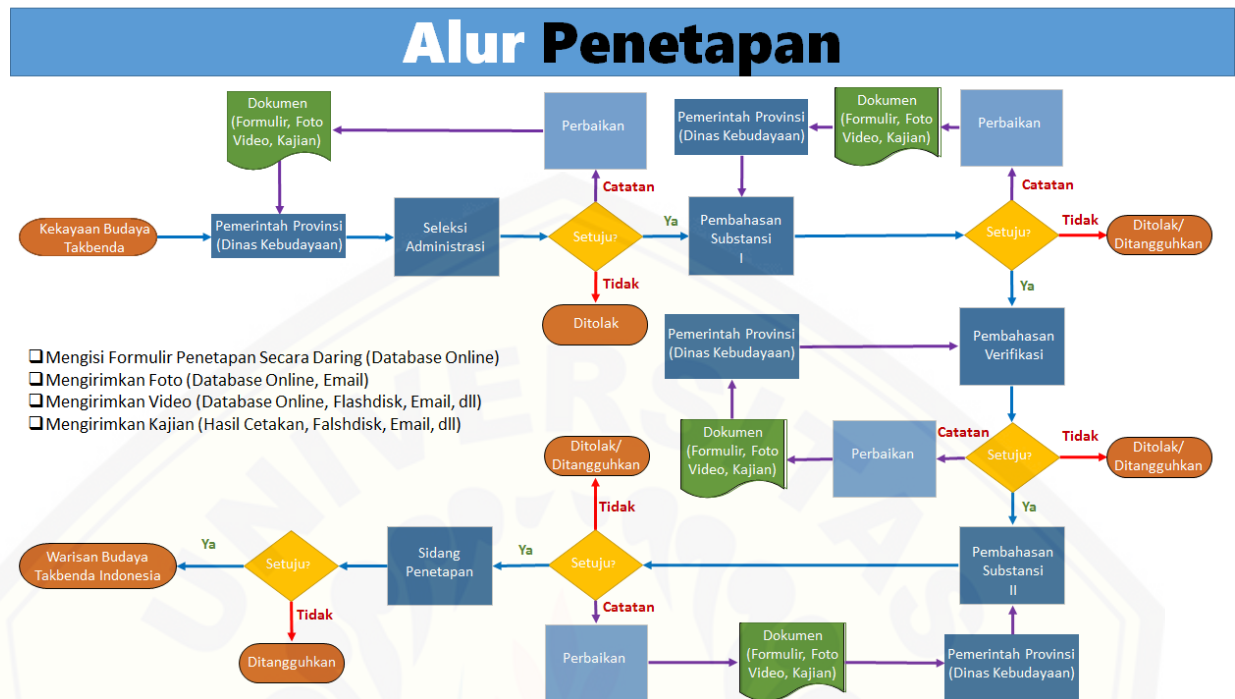 Alur Penetapan
Dokumen
(Formulir, Foto
Video, Kajian)
Perbaikan
Pemerintah Provinsi
(Dinas Kebudayaan)
Dokumen
(Formulir, Foto
Video, Kajian)
Perbaikan
Catatan
Catatan
Kekayaan Budaya
Takbenda
Pemerintah Provinsi
(Dinas Kebudayaan)
Seleksi
Administrasi
Setuju?
Ya
Pembahasan
Substansi
I
Setuju?
Tidak
Ditolak/
Ditangguhkan
Tidak
Ditolak
Ya
Pemerintah Provinsi
(Dinas Kebudayaan)
Pembahasan
Verifikasi
❑Mengisi Formulir Penetapan Secara Daring (Database Online)
❑Mengirimkan Foto (Database Online, Email)
❑Mengirimkan Video (Database Online, Flashdisk, Email, dll)
❑Mengirimkan Kajian (Hasil Cetakan, Falshdisk, Email, dll)
Dokumen
(Formulir, Foto
Video, Kajian)
Perbaikan
Catatan
Setuju?
Tidak
Ditolak/
Ditangguhkan
Ditolak/
Ditangguhkan
Tidak
Ya
Warisan Budaya
Takbenda Indonesia
Ya
Setuju?
Sidang
Penetapan
Ya
Setuju?
Pembahasan
Substansi
II
Tidak
Ditangguhkan
Catatan
Perbaikan
Dokumen
(Formulir, Foto
Video, Kajian)
Pemerintah Provinsi
(Dinas Kebudayaan)
UNIVERSITAS